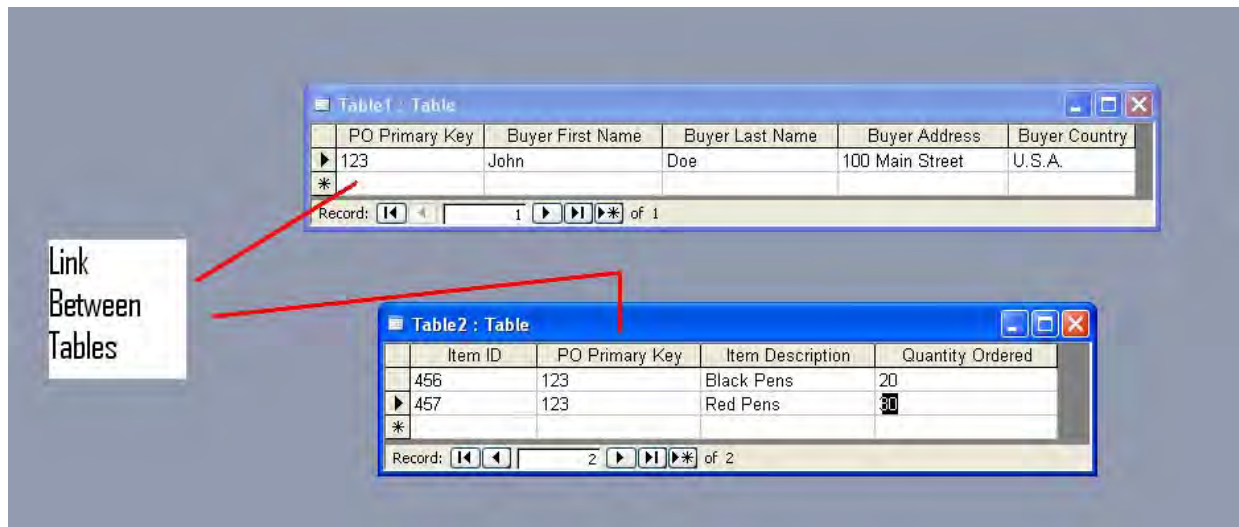 Table1 : Table
PO Primary Key Buyer First Name Buyer Last Name Buyer Address Buyer Country
123 John Doe 100 Main Street U.S.A.
Record: 1 of 1
Link
Between
Tables
Table2 : Table
Item ID PO Primary Key Item Description Quantity Ordered
456 123 Black Pens 20
457 123 Red Pens 30
Record: 2 of 2